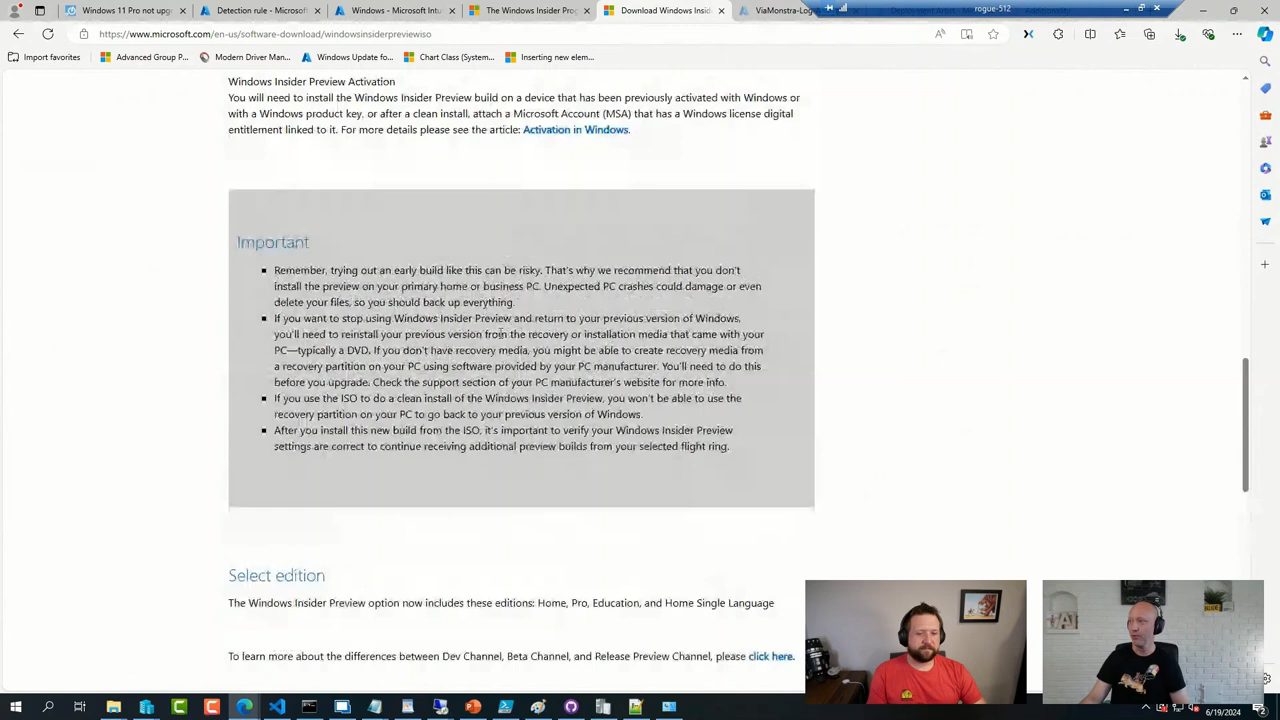 Windows 11 Pro not upg
Detection rule - Microsoft
Windows - Microsoft Intu
The Windows Insider Prog
Download Windows Inside
ViaMonstra-Login
rogue-512
https://www.microsoft.com/en-us/software-download/windowsinsiderpreviewiso
Import favorites
Advanced Group P...
Modern Driver Man...
Windows Update fo...
Chart Class (System...
Inserting new elem...
Windows Insider Preview Activation
You will need to install the Windows Insider Preview build on a device that has been previously activated with Windows or
with a Windows product key, or after a clean install, attach a Microsoft Account (MSA) that has a Windows license digital
entitlement linked to it. For more details please see the article: Activation in Windows.
Important
Remember, trying out an early build like this can be risky. That's why we recommend that you don't
install the preview on your primary home or business PC. Unexpected PC crashes could damage or even
delete your files, so you should back up everything.
If you want to stop using Windows Insider Preview and return to your previous version of Windows,
you'll need to reinstall your previous version from the recovery or installation media that came with your
PC—typically a DVD. If you don't have recovery media, you might be able to create recovery media from
a recovery partition on your PC using software provided by your PC manufacturer. You'll need to do this
before you upgrade. Check the support section of your PC manufacturer's website for more info.
If you use the ISO to do a clean install of the Windows Insider Preview, you won't be able to use the
recovery partition on your PC to go back to your previous version of Windows.
After you install this new build from the ISO, it's important to verify your Windows Insider Preview
settings are correct to continue receiving additional preview builds from your selected flight ring.
Select edition
The Windows Insider Preview option now includes these editions: Home, Pro, Education, and Home Single Language
To learn more about the differences between Dev Channel, Beta Channel, and Release Preview Channel, please click here.
6/19/2024